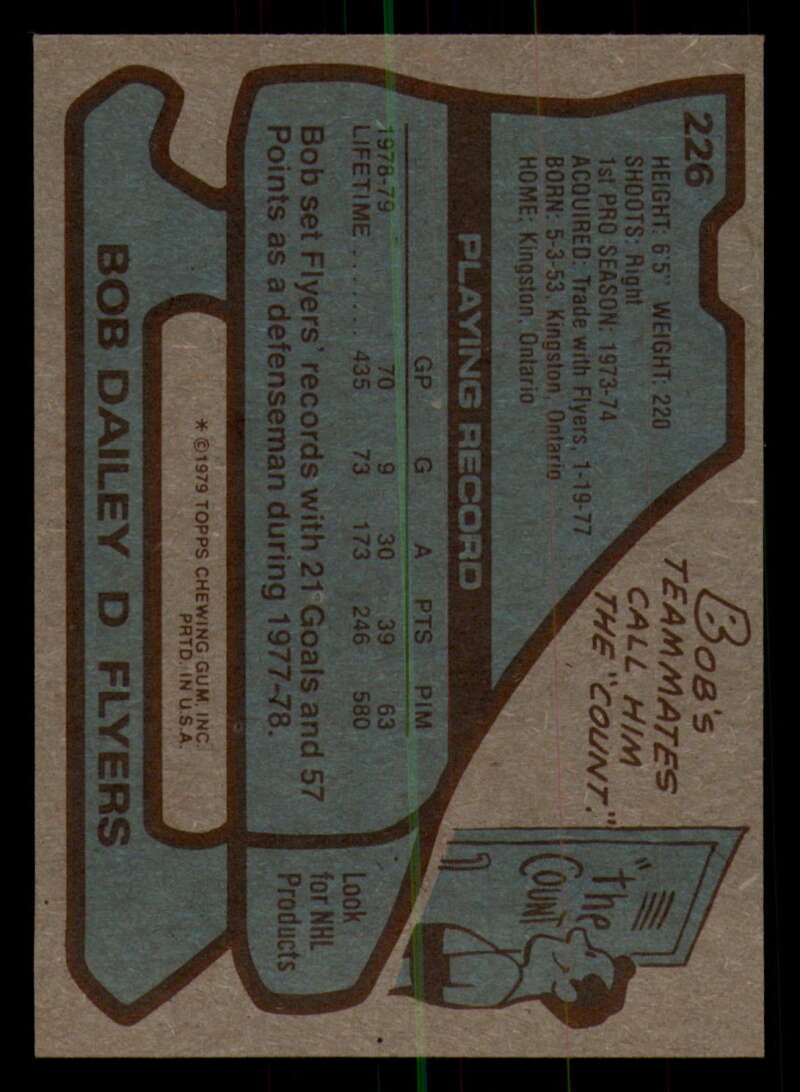 226
HEIGHT: 6'5" WEIGHT: 220
SHOOTS: Right
1st PRO SEASON: 1973-74
ACQUIRED: Trade with Flyers, 1-19-77
BORN: 5-3-53, Kingston, Ontario
HOME: Kingston, Ontario
BOB'S
TEAMMATES
CALL HIM
THE "COUNT."
"the
COUNT
PLAYING RECORD
GP G A PTS PIM
1978-79 70 9 30 39 63
LIFETIME ........ 435 73 173 246 580
Bob set Flyers' records with 21 Goals and 57
Points as a defenseman during 1977-78.
Look
for NHL
Products
* ©1979 TOPPS CHEWING GUM, INC.
PRTD. IN U.S.A.
BOB DAILEY D FLYERS